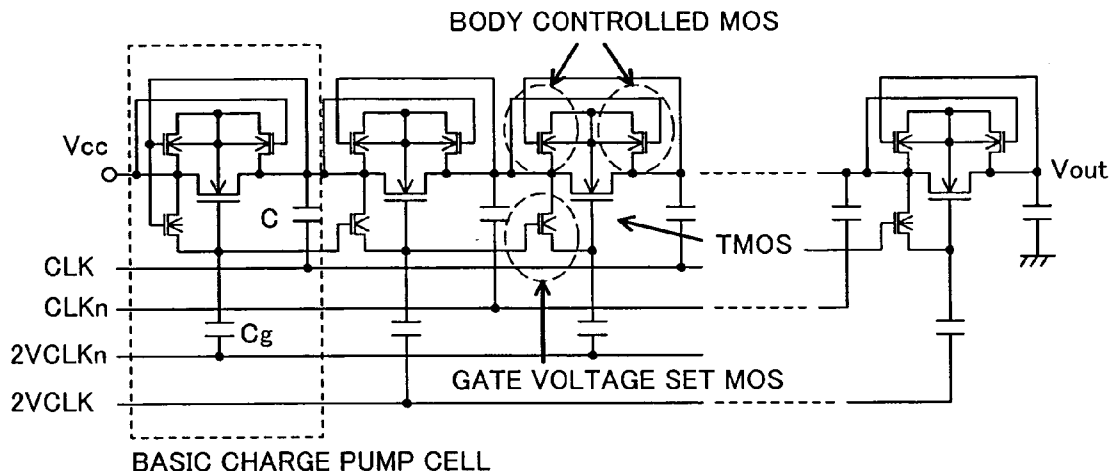 BODY CONTROLLED MOS
Vcc
Vout
C
TMOS
CLK
CLKn
Cg
2VCLKn
GATE VOLTAGE SET MOS
2VCLK
BASIC CHARGE PUMP CELL